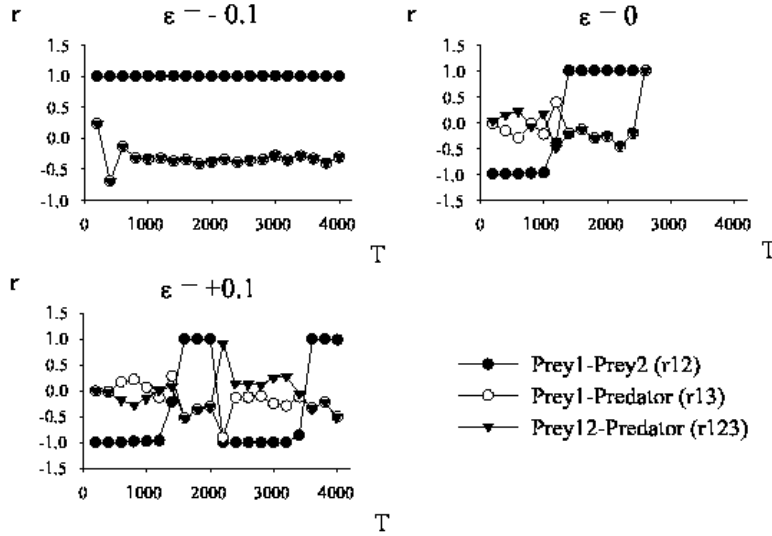 r
ε = - 0.1
1.5
1.0
0.5
0.0
-0.5
-1.0
-1.5
0 1000 2000 3000 4000
T
r
ε = 0
1.5
1.0
0.5
0.0
-0.5
-1.0
-1.5
0 1000 2000 3000 4000
T
r
ε = +0.1
1.5
1.0
0.5
0.0
-0.5
-1.0
-1.5
0 1000 2000 3000 4000
T
Prey1-Prey2 (r12)
Prey1-Predator (r13)
Prey12-Predator (r123)